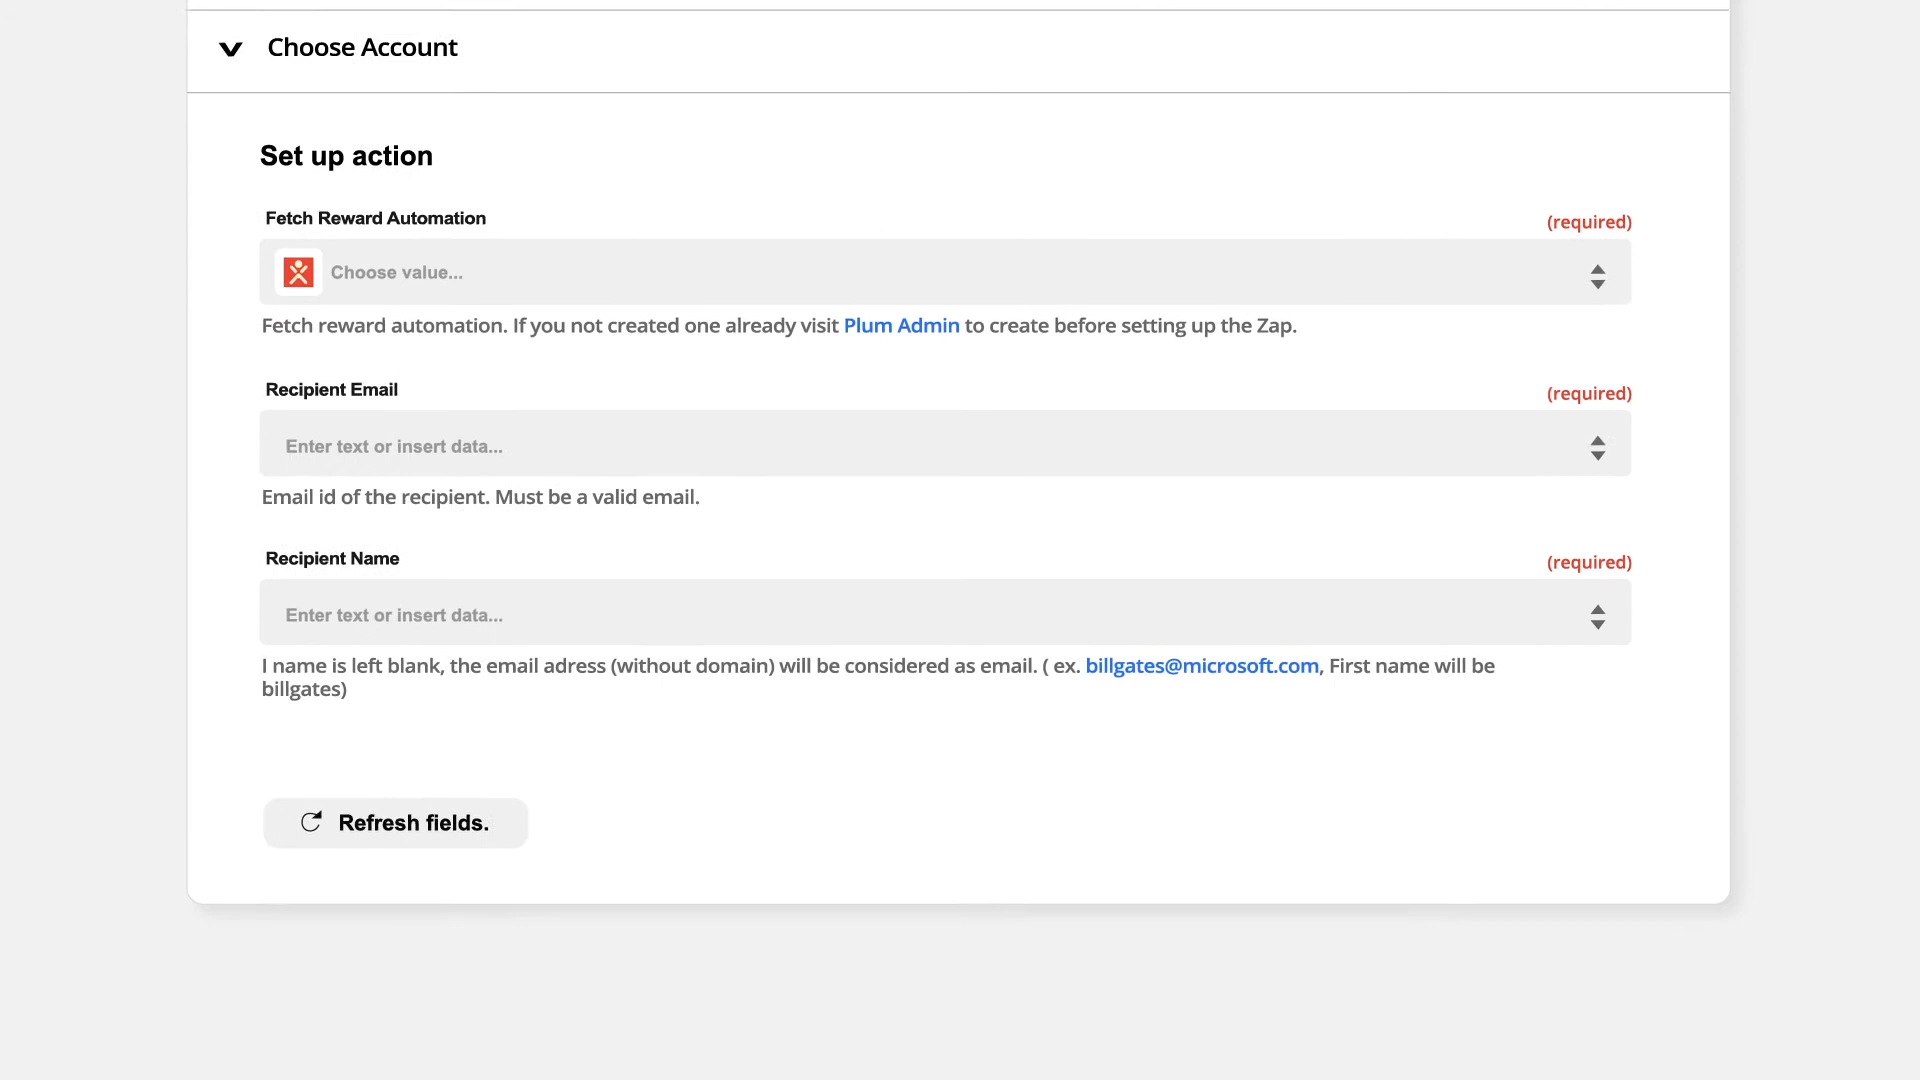 Choose Account
Set up action
Fetch Reward Automation
(required)
Choose value...
Fetch reward automation. If you not created one already visit Plum Admin to create before setting up the Zap.
Recipient Email
(required)
Enter text or insert data...
Email id of the recipient. Must be a valid email.
Recipient Name
(required)
Enter text or insert data...
I name is left blank, the email adress (without domain) will be considered as email. ( ex. billgates@microsoft.com, First name will be
billgates)
Refresh fields.